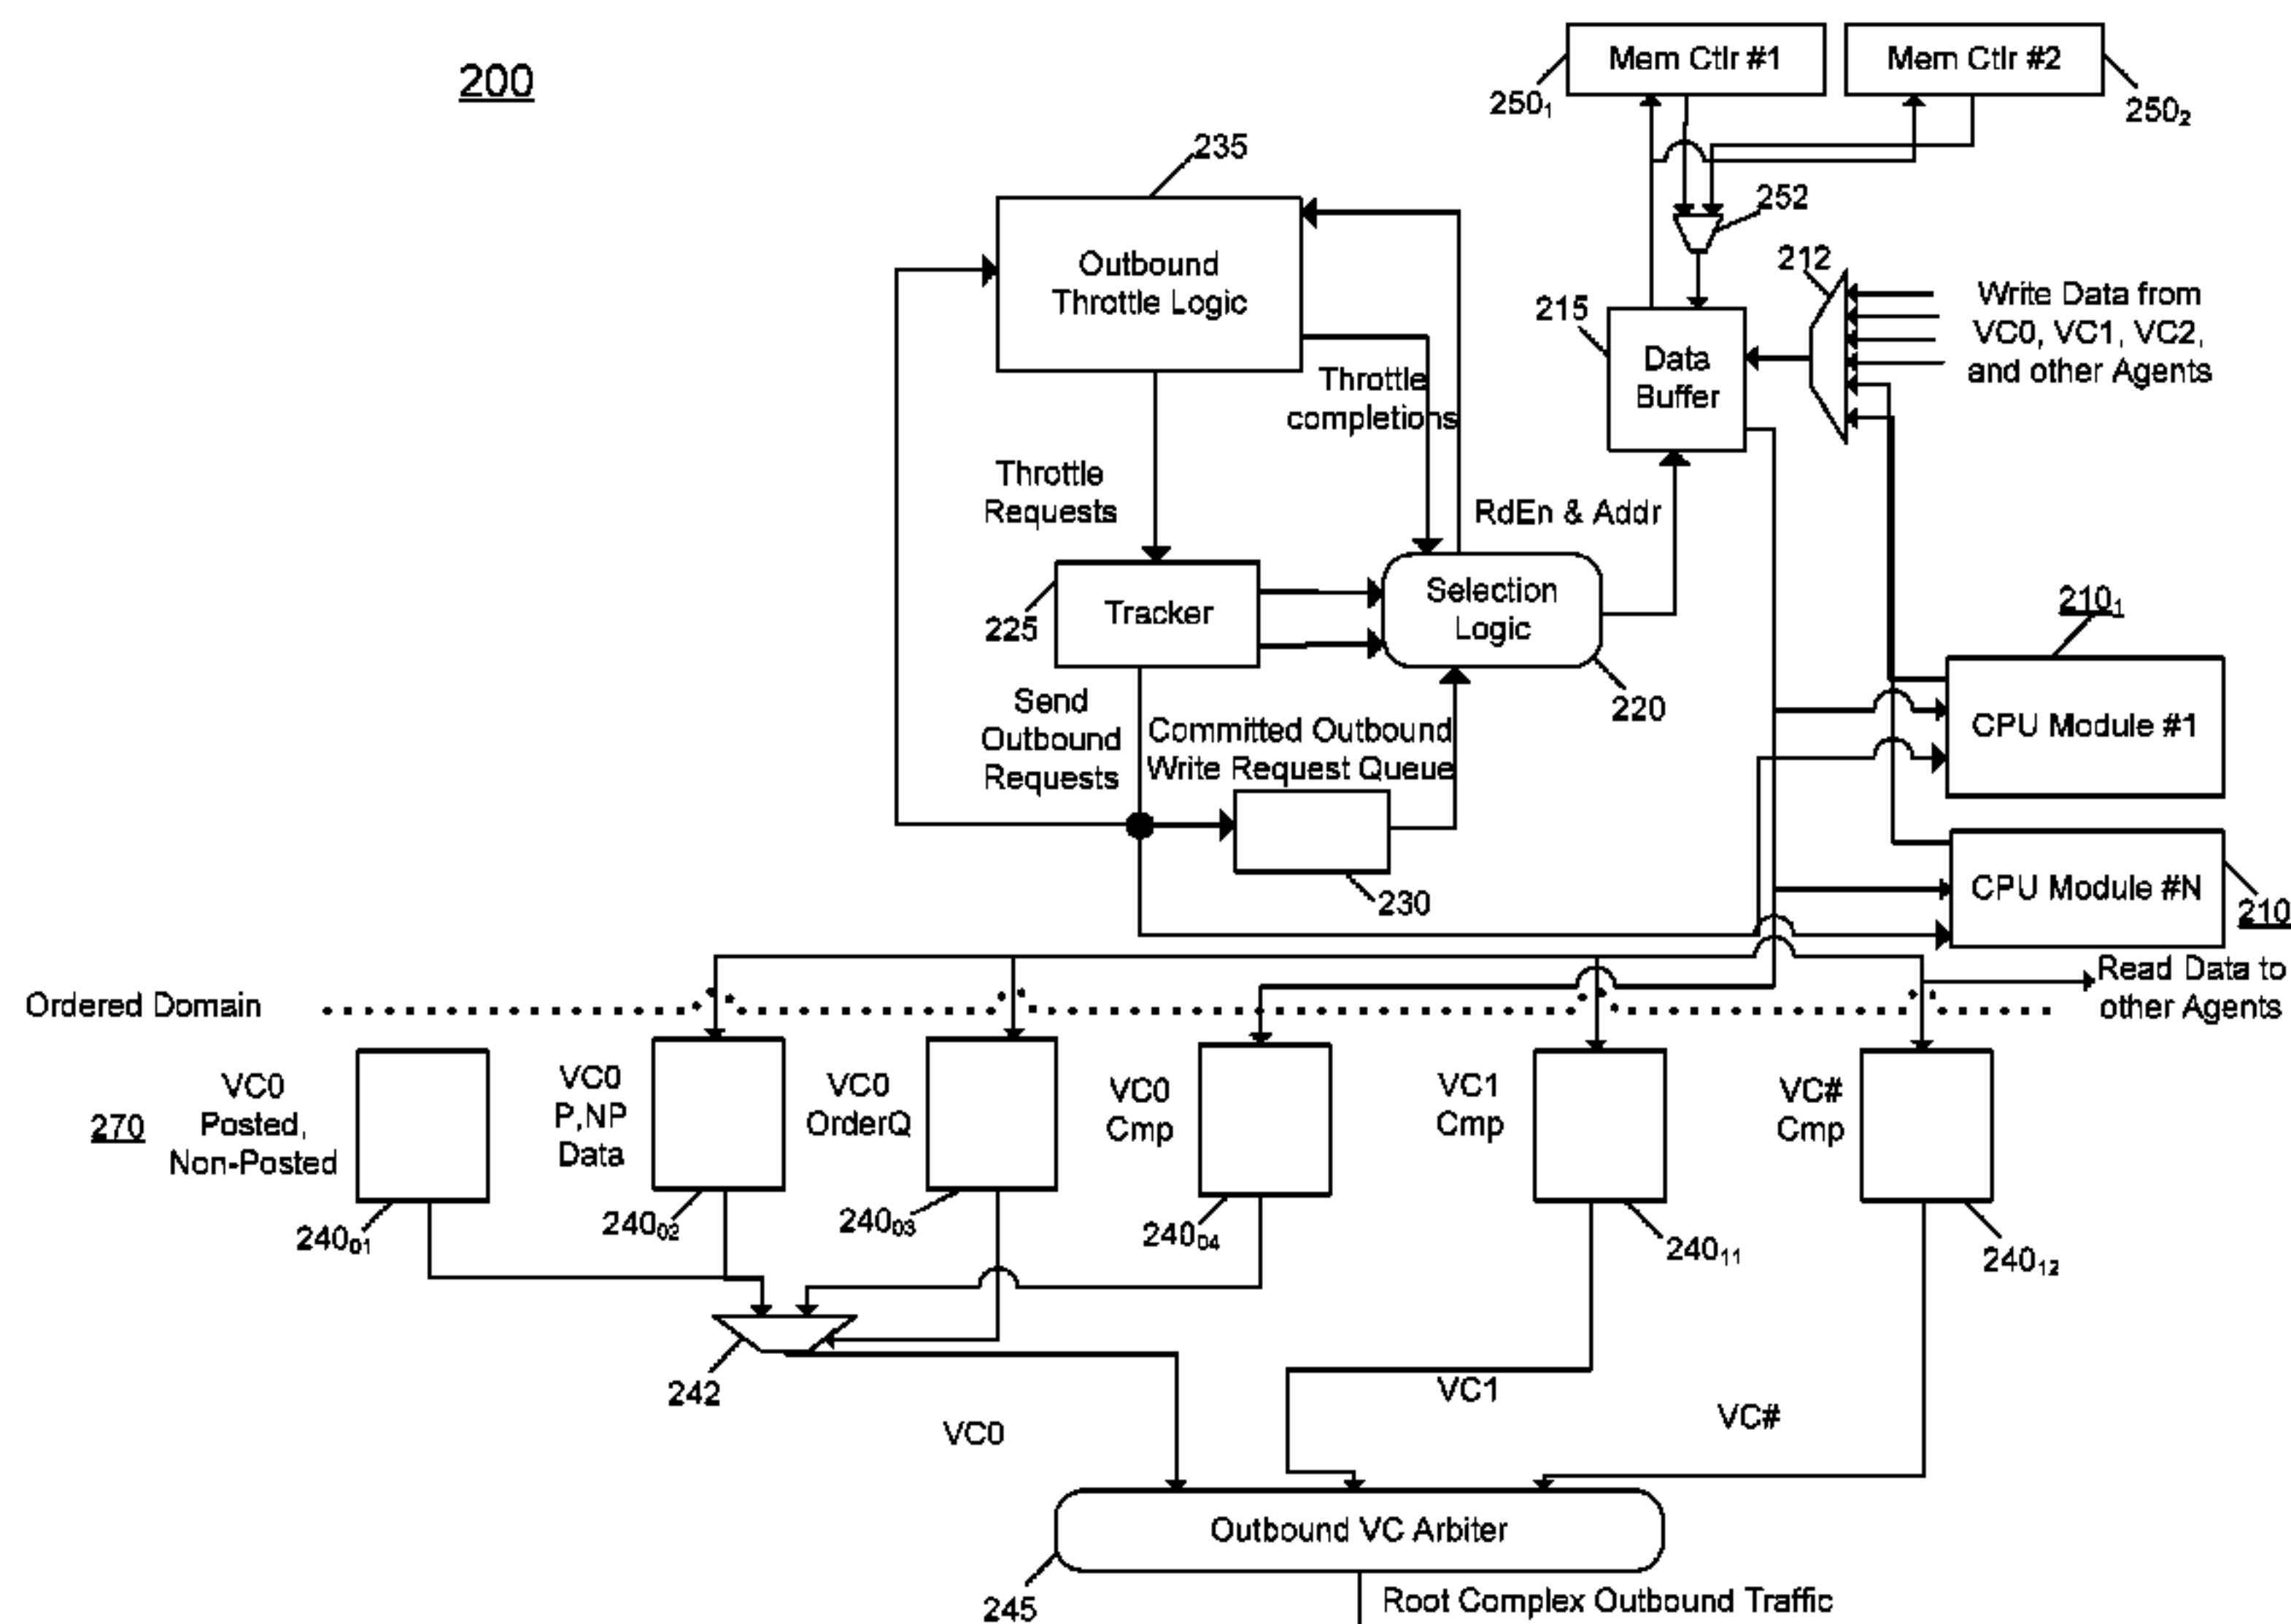 200
Mem Ctlr #1
Mem Ctlr #2
250₁
250₂
235
252
Outbound
Throttle Logic
212
Write Data from
VC0, VC1, VC2,
and other Agents
215
Data
Buffer
Throttle
completions
Throttle
Requests
RdEn & Addr
Selection
Logic
Tracker
225
220
210₁
CPU Module #1
Send
Outbound
Requests
Committed Outbound
Write Request Queue
230
CPU Module #N
210
Ordered Domain
Read Data to
other Agents
270
VC0
Posted,
Non-Posted
VC0
P,NP
Data
VC0
OrderQ
VC0
Cmp
VC1
Cmp
VC#
Cmp
240₀₁
240₀₂
240₀₃
240₀₄
240₁₁
240₁₂
242
VC0
VC1
VC#
Outbound VC Arbiter
245
Root Complex Outbound Traffic